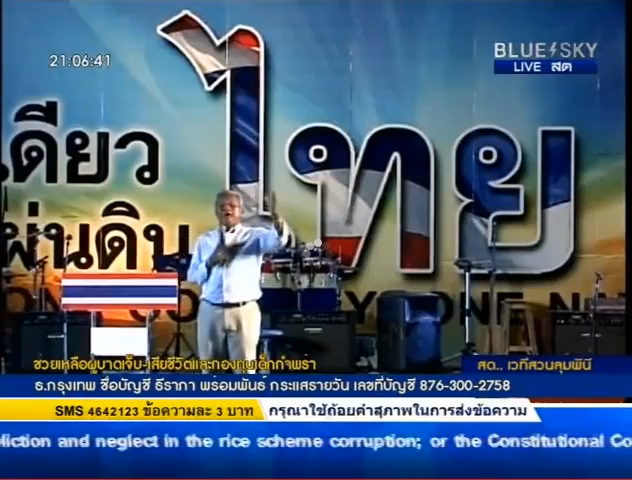 21:06:41
BLUE SKY
LIVE สด
ไทย
เดียว
ผ่นดิน
ช่วยเหลือผู้บาดเจ็บ-เสียชีวิตและกองทุนเด็กกำพร้า
สด.. เวทีสวนลุมพินี
ธ.กรุงเทพ ชื่อบัญชี ธีรากา พร้อมพันธ์ กระแสรายวัน เลขที่บัญชี 876-300-2758
SMS 4642123 ข้อความละ 3 บาท
กรุณาใช้ถ้อยคำสุภาพในการส่งข้อความ
liction and neglect in the rice scheme corruption; or the Constitutional Co